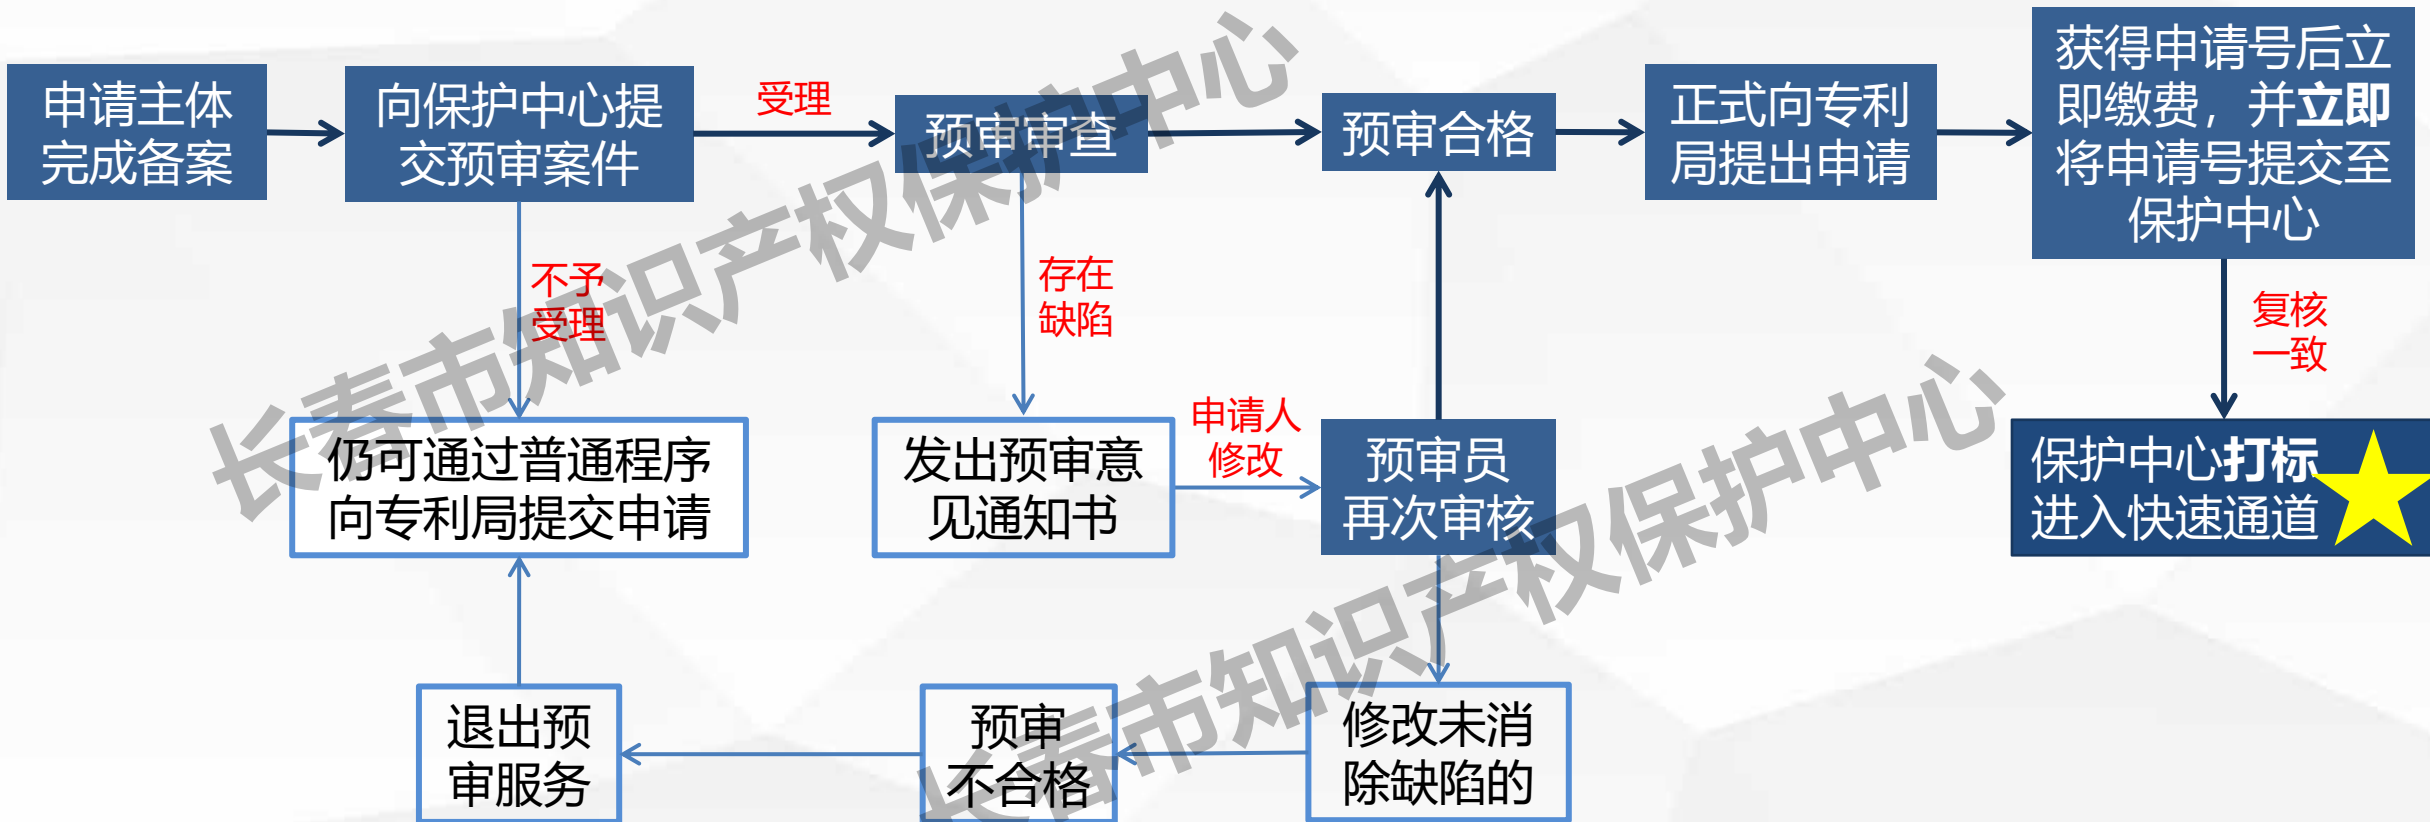 申请主体
完成备案
向保护中心提
交预审案件
受理
预审审查
预审合格
正式向专利
局提出申请
获得申请号后立
即缴费，并立即
将申请号提交至
保护中心
不予
受理
存在
缺陷
复核
一致
仍可通过普通程序
向专利局提交申请
发出预审意
见通知书
申请人
修改
预审员
再次审核
保护中心打标
进入快速通道
退出预
审服务
预审
不合格
修改未消
除缺陷的
长春市知识产权保护中心
长春市知识产权保护中心